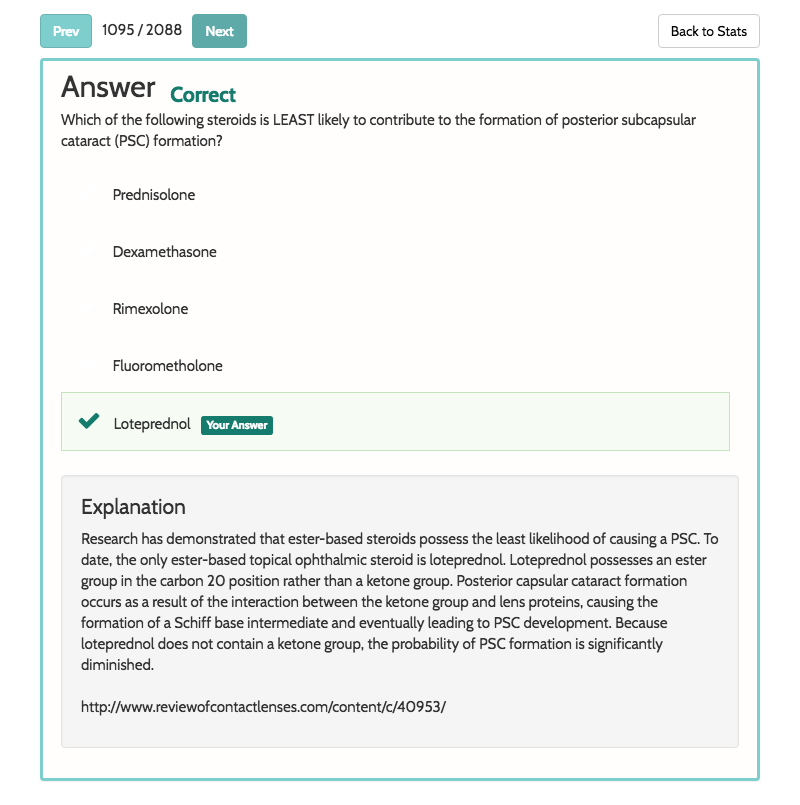 Prev 1095 / 2088 Next Back to Stats
Answer Correct
Which of the following steroids is LEAST likely to contribute to the formation of posterior subcapsular
cataract (PSC) formation?
Prednisolone
Dexamethasone
Rimexolone
Fluorometholone
Loteprednol Your Answer
Explanation
Research has demonstrated that ester-based steroids possess the least likelihood of causing a PSC. To
date, the only ester-based topical ophthalmic steroid is loteprednol. Loteprednol possesses an ester
group in the carbon 20 position rather than a ketone group. Posterior capsular cataract formation
occurs as a result of the interaction between the ketone group and lens proteins, causing the
formation of a Schiff base intermediate and eventually leading to PSC development. Because
loteprednol does not contain a ketone group, the probability of PSC formation is significantly
diminished.
http://www.reviewofcontactlenses.com/content/c/40953/